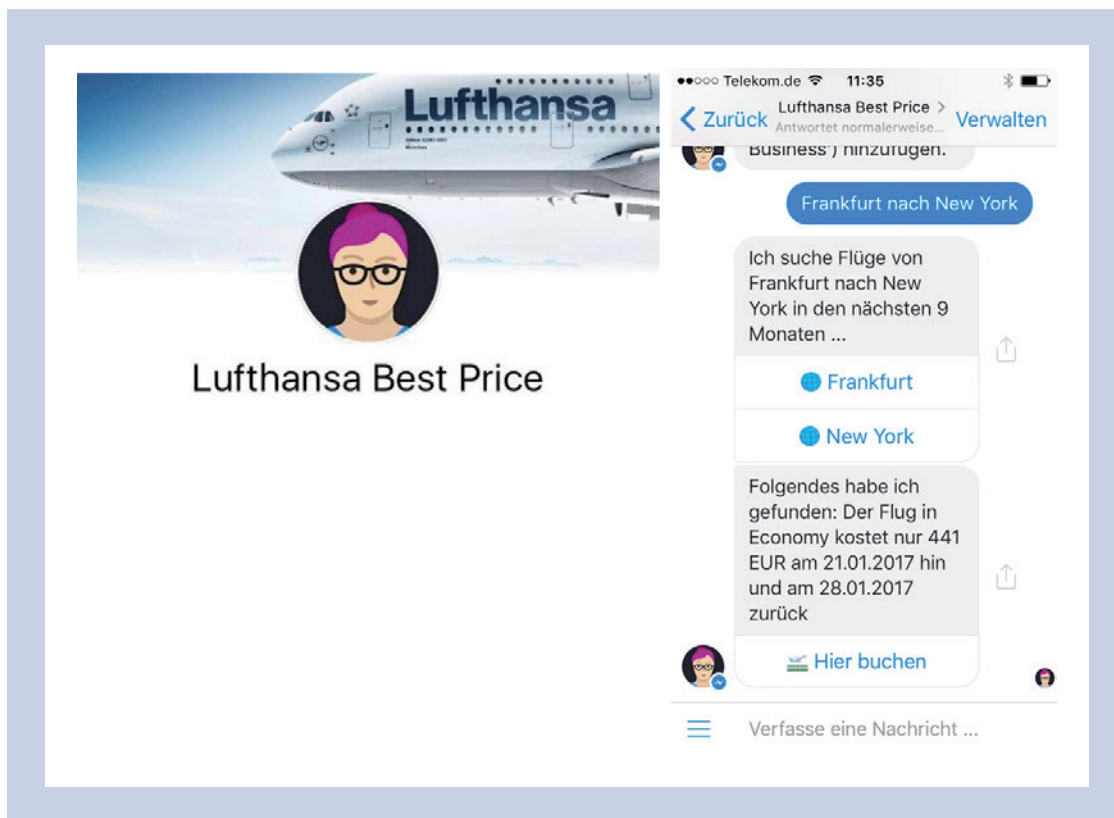 Lufthansa
Lufthansa Best Price
Telekom.de 11:35
Zurück
Lufthansa Best Price >
Antwortet normalerweise...
Verwalten
Business') hinzufügen.
Frankfurt nach New York
Ich suche Flüge von
Frankfurt nach New
York in den nächsten 9
Monaten ...
Frankfurt
New York
Folgendes habe ich
gefunden: Der Flug in
Economy kostet nur 441
EUR am 21.01.2017 hin
und am 28.01.2017
zurück
Hier buchen
Verfasse eine Nachricht ...